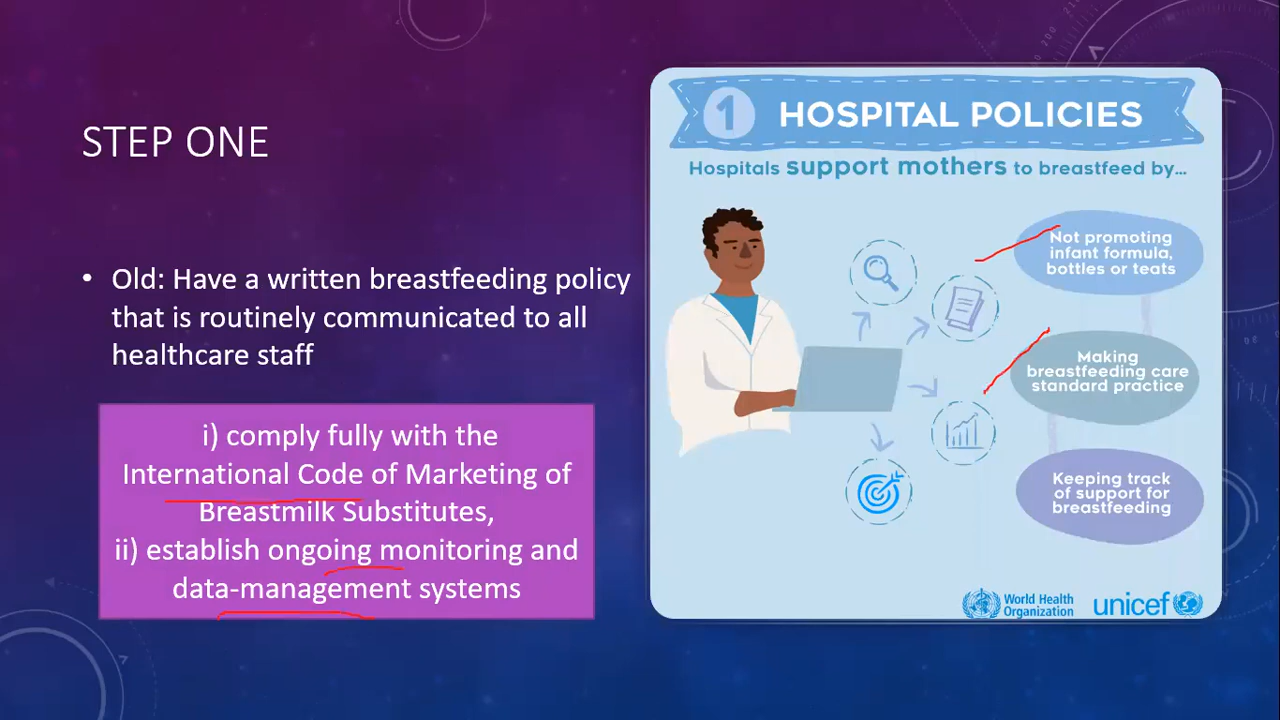 STEP ONE
• Old: Have a written breastfeeding policy
that is routinely communicated to all
healthcare staff
i) comply fully with the
International Code of Marketing of
Breastmilk Substitutes,
ii) establish ongoing monitoring and
data-management systems
1 HOSPITAL POLICIES
Hospitals support mothers to breastfeed by...
Not promoting
infant formula,
bottles or teats
Making
breastfeeding care
standard practice
Keeping track
of support for
breastfeeding
World Health
Organization
unicef